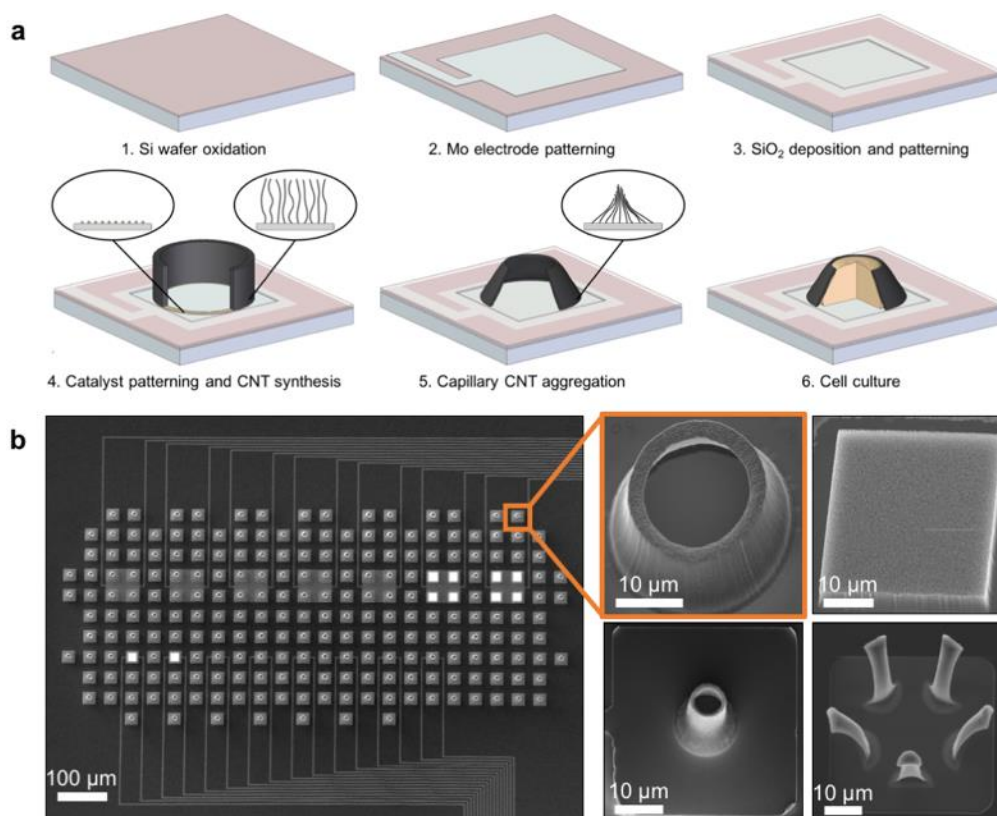 a
1. Si wafer oxidation
2. Mo electrode patterning
3. SiO₂ deposition and patterning
4. Catalyst patterning and CNT synthesis
5. Capillary CNT aggregation
6. Cell culture
b
100 µm
10 µm
10 µm
10 µm
10 µm